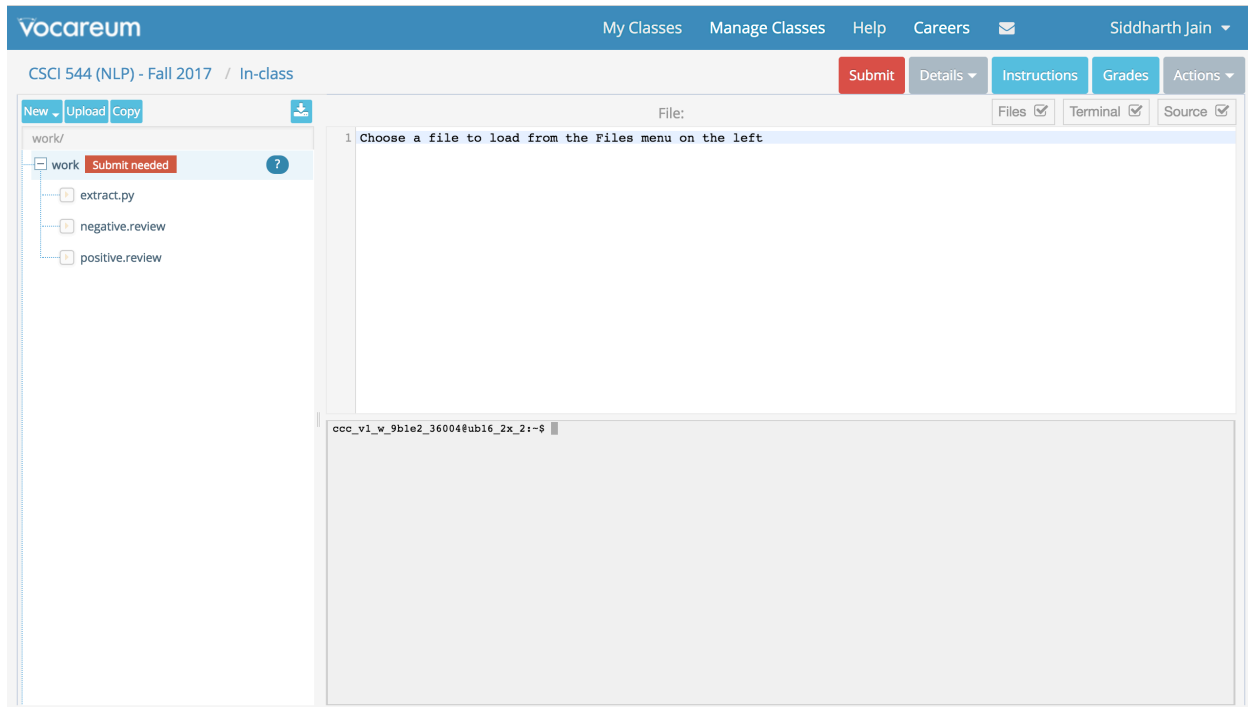 Vocareum My Classes Manage Classes Help Careers Siddharth Jain
CSCI 544 (NLP) - Fall 2017 / In-class Submit Details Instructions Grades Actions
New Upload Copy File: Files Terminal Source
work/
1 Choose a file to load from the Files menu on the left
work Submit needed ?
extract.py
negative.review
positive.review
ccc_v1_w_9b1e2_36004@ub16_2x_2:~$